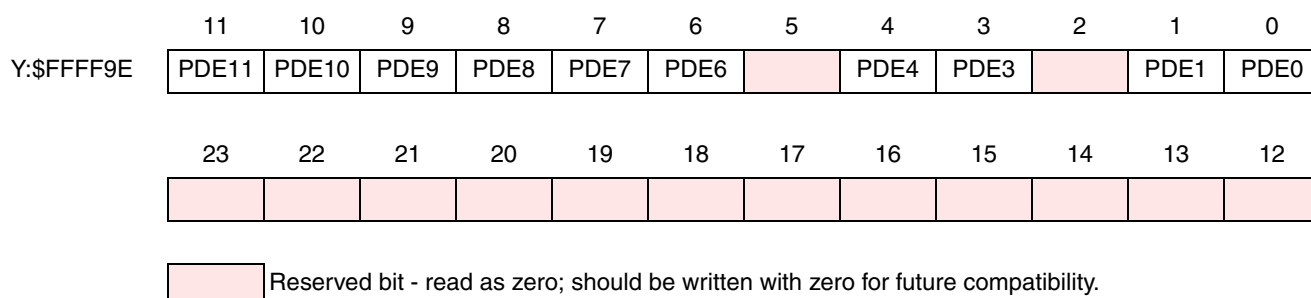 11 10 9 8 7 6 5 4 3 2 1 0
Y:$FFFF9E PDE11 PDE10 PDE9 PDE8 PDE7 PDE6 PDE4 PDE3 PDE1 PDE0
23 22 21 20 19 18 17 16 15 14 13 12
Reserved bit - read as zero; should be written with zero for future compatibility.